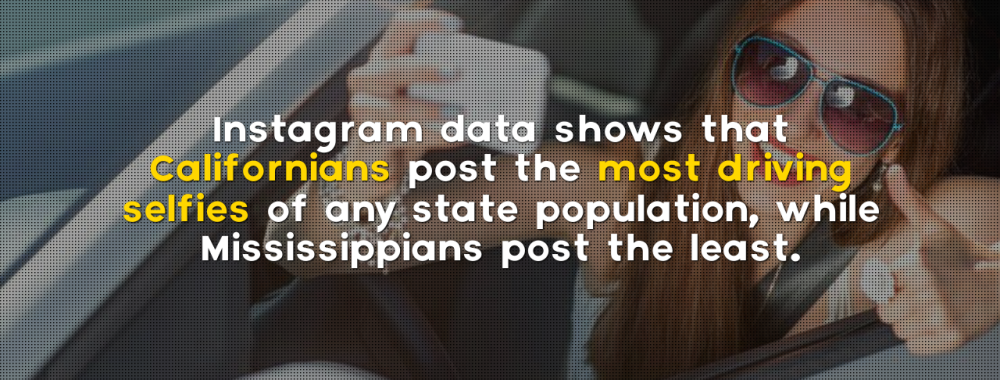 Instagram data shows that
Californians post the most driving
selfies of any state population, while
Mississippians post the least.